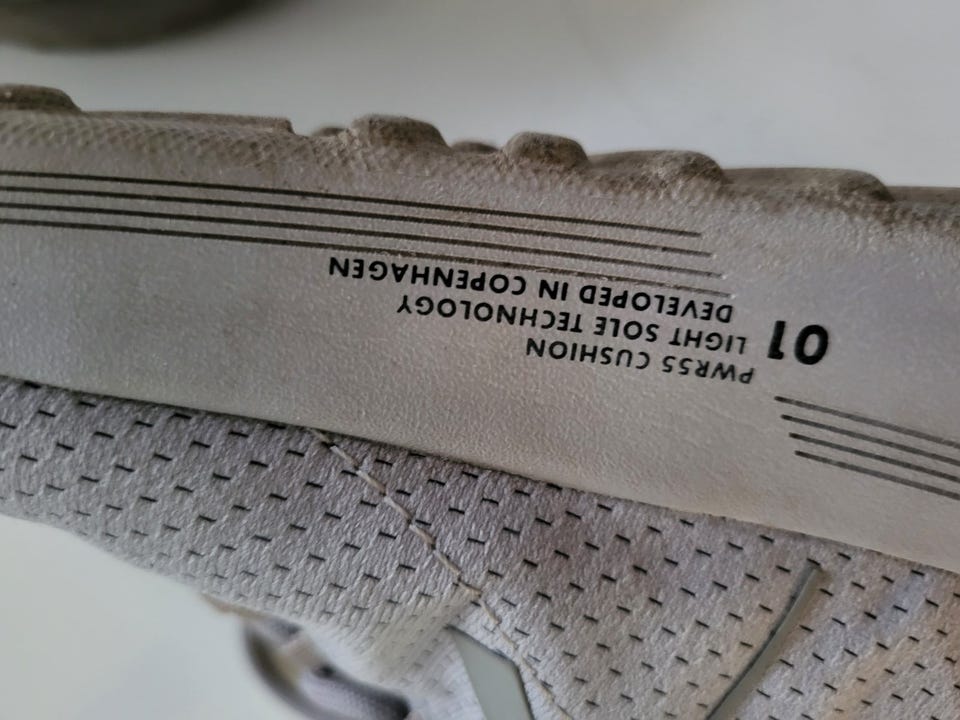 01
PWR55 CUSHION
LIGHT SOLE TECHNOLOGY
DEVELOPED IN COPENHAGEN